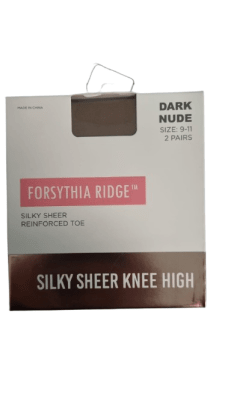 DARK
NUDE
SIZE: 9-11
2 PAIRS
FORSYTHIA RIDGE™
SILKY SHEER
REINFORCED TOE
SILKY SHEER KNEE HIGH